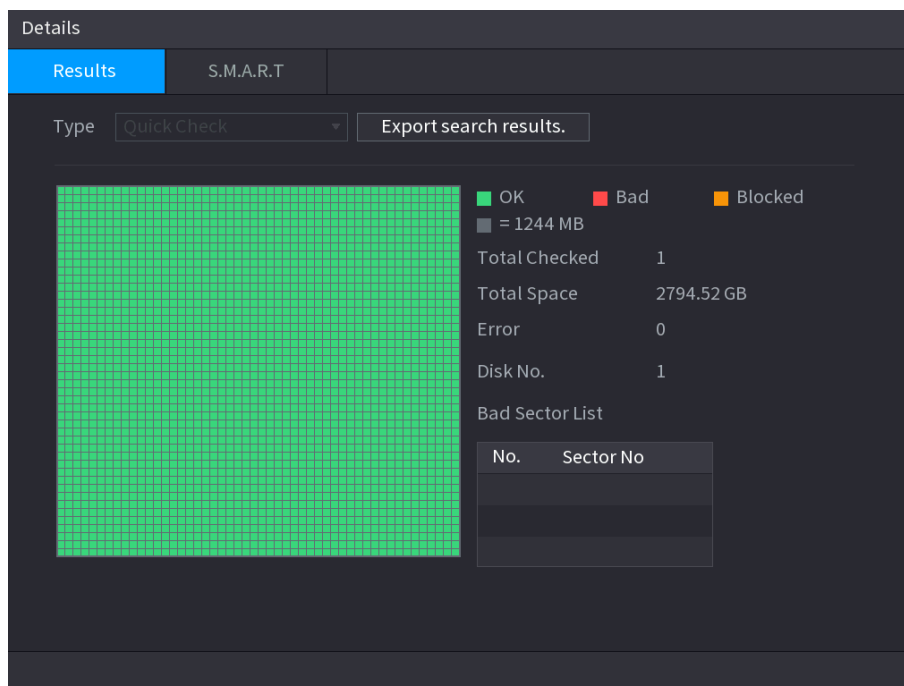 Details
Results S.M.A.R.T
Type Quick Check Export search results.
OK Bad Blocked
= 1244 MB
Total Checked 1
Total Space 2794.52 GB
Error 0
Disk No. 1
Bad Sector List
No. Sector No